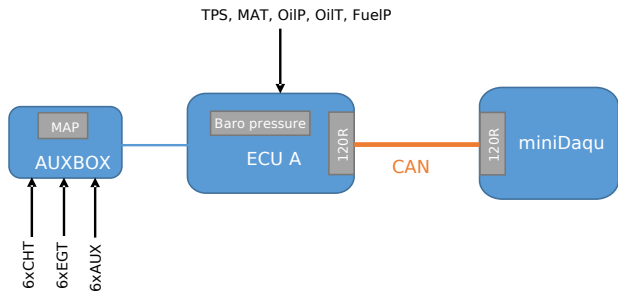 TPS, MAT, OilP, OilT, FuelP
MAP
AUXBOX
Baro pressure
ECU A
120R
CAN
120R
miniDaqu
6xCHT
6xEGT
6xAUX